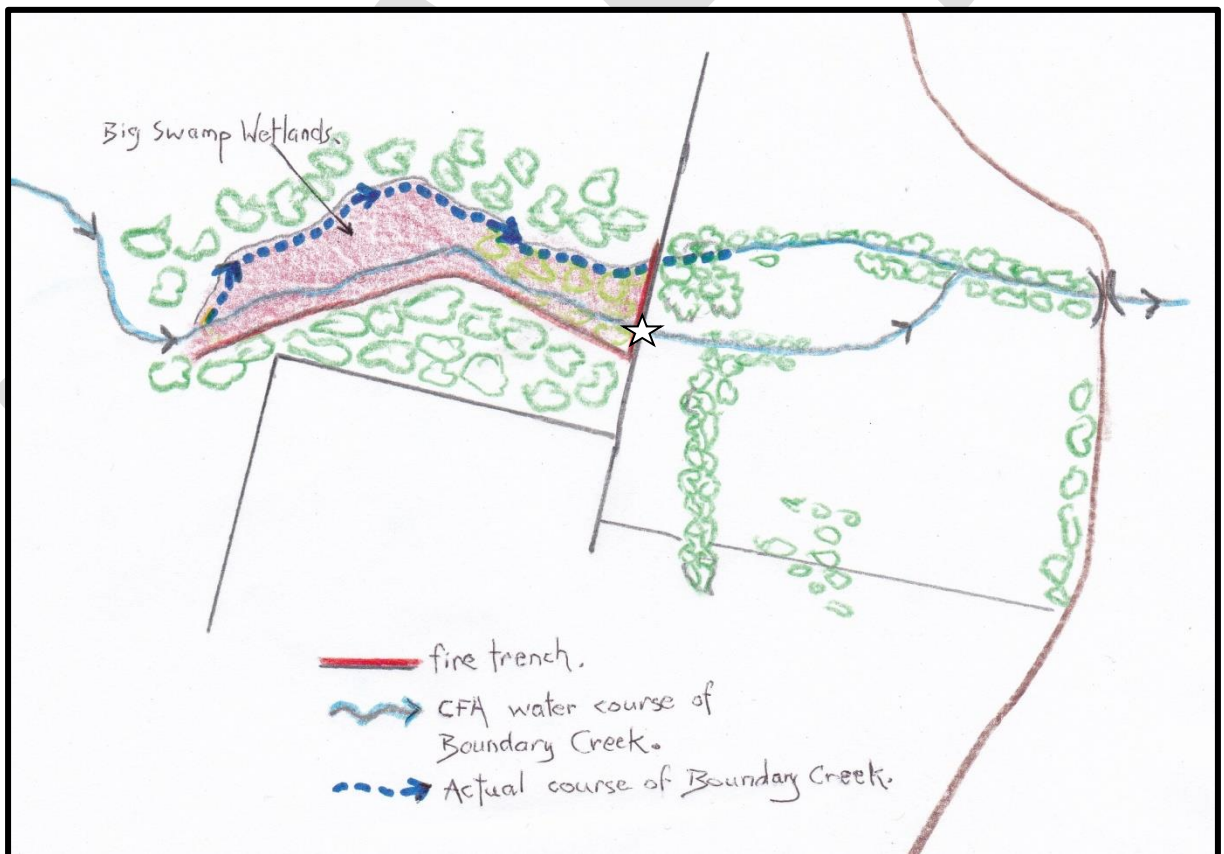 Big Swamp Wetlands.
fire trench.
CFA water course of
Boundary Creek.
Actual course of Boundary Creek.